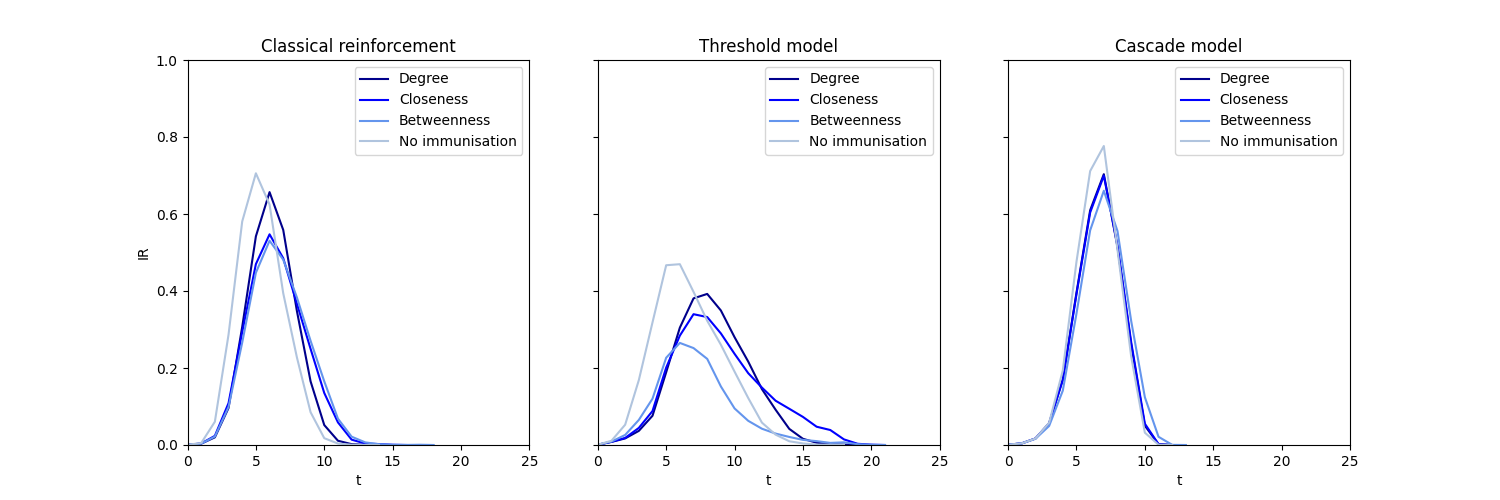 Classical reinforcement
Threshold model
Cascade model
1.0
0.8
0.6
0.4
0.2
0.0
IR
Degree
Closeness
Betweenness
No immunisation
0 5 10 15 20 25
t
Degree
Closeness
Betweenness
No immunisation
0 5 10 15 20 25
t
Degree
Closeness
Betweenness
No immunisation
0 5 10 15 20 25
t